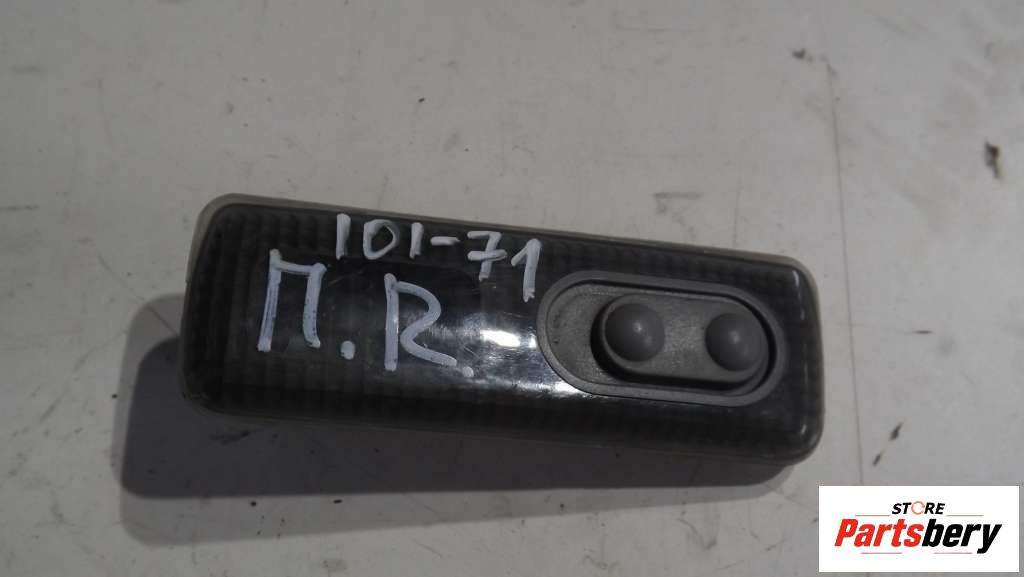 101-71
П.R.
STORE
Partsbery